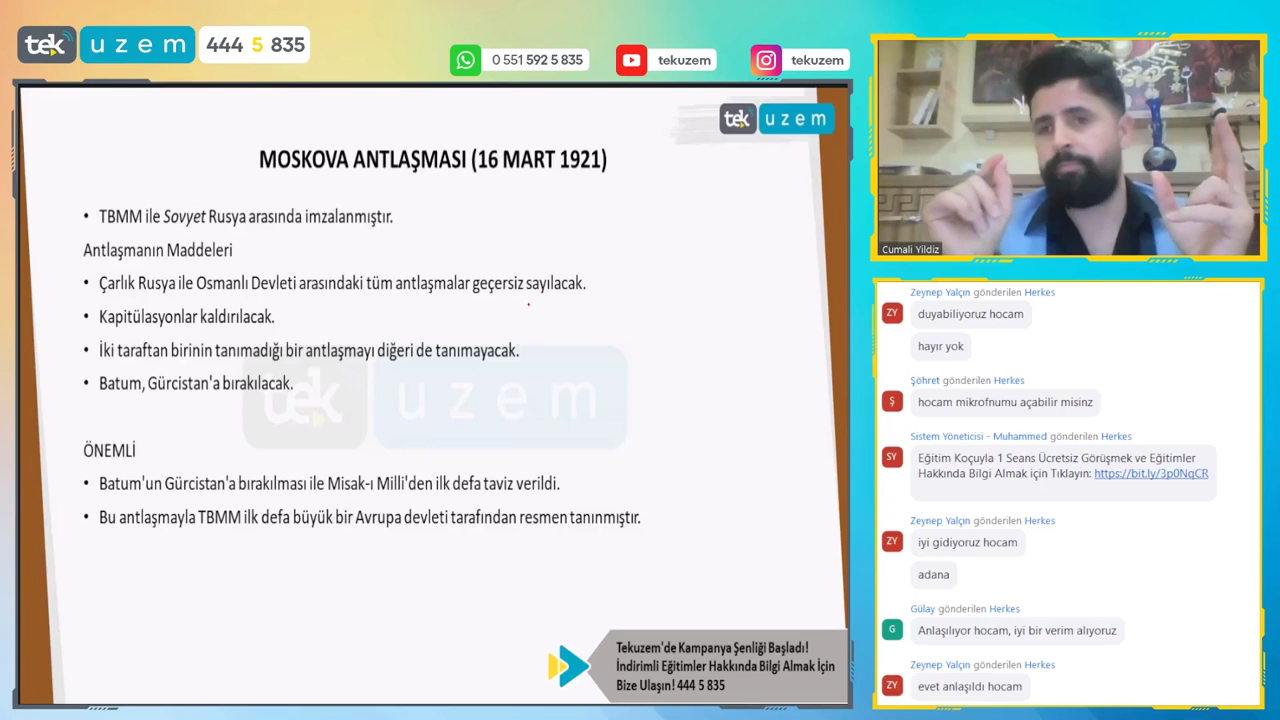 tek uzem 444 5 835
0 551 592 5 835
tekuzem
tekuzem
tek uzem
MOSKOVA ANTLAŞMASI (16 MART 1921)
• TBMM ile Sovyet Rusya arasında imzalanmıştır.
Antlaşmanın Maddeleri
• Çarlık Rusya ile Osmanlı Devleti arasındaki tüm antlaşmalar geçersiz sayılacak.
• Kapitülasyonlar kaldırılacak.
• İki taraftan birinin tanımadığı bir antlaşmayı diğeri de tanımayacak.
• Batum, Gürcistan'a bırakılacak.
tek uzem
ÖNEMLİ
• Batum'un Gürcistan'a bırakılması ile Misak-ı Milli'den ilk defa taviz verildi.
• Bu antlaşmayla TBMM ilk defa büyük bir Avrupa devleti tarafından resmen tanınmıştır.
Tekuzem'de Kampanya Şenliği Başladı!
İndirimli Eğitimler Hakkında Bilgi Almak İçin
Bize Ulaşın! 444 5 835
Cumali Yildiz
Zeynep Yalçın gönderilen Herkes
ZY duyabiliyoruz hocam
hayır yok
Şöhret gönderilen Herkes
Ş hocam mikrofnumu açabilir misinz
Sistem Yöneticisi - Muhammed gönderilen Herkes
SY Eğitim Koçuyla 1 Seans Ücretsiz Görüşmek ve Eğitimler
Hakkında Bilgi Almak için Tıklayın: https://bit.ly/3p0NqCR
Zeynep Yalçın gönderilen Herkes
ZY iyi gidiyoruz hocam
adana
Gülay gönderilen Herkes
G Anlaşılıyor hocam, iyi bir verim alıyoruz
Zeynep Yalçın gönderilen Herkes
ZY evet anlaşıldı hocam